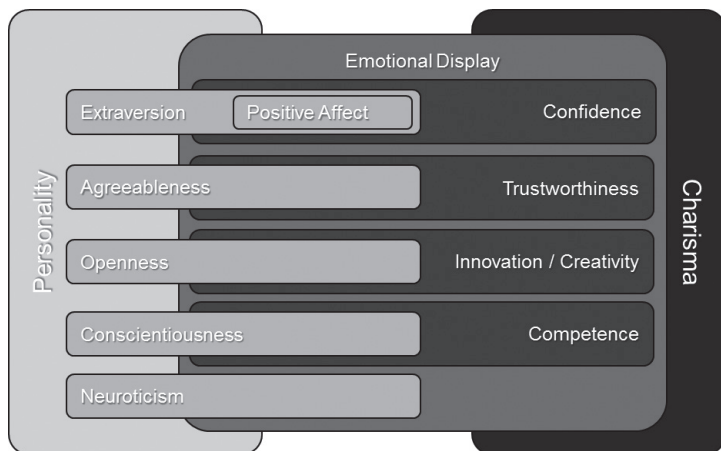 Emotional Display
Extraversion
Positive Affect
Confidence
Agreeableness
Trustworthiness
Openness
Innovation / Creativity
Conscientiousness
Competence
Neuroticism
Personality
Charisma